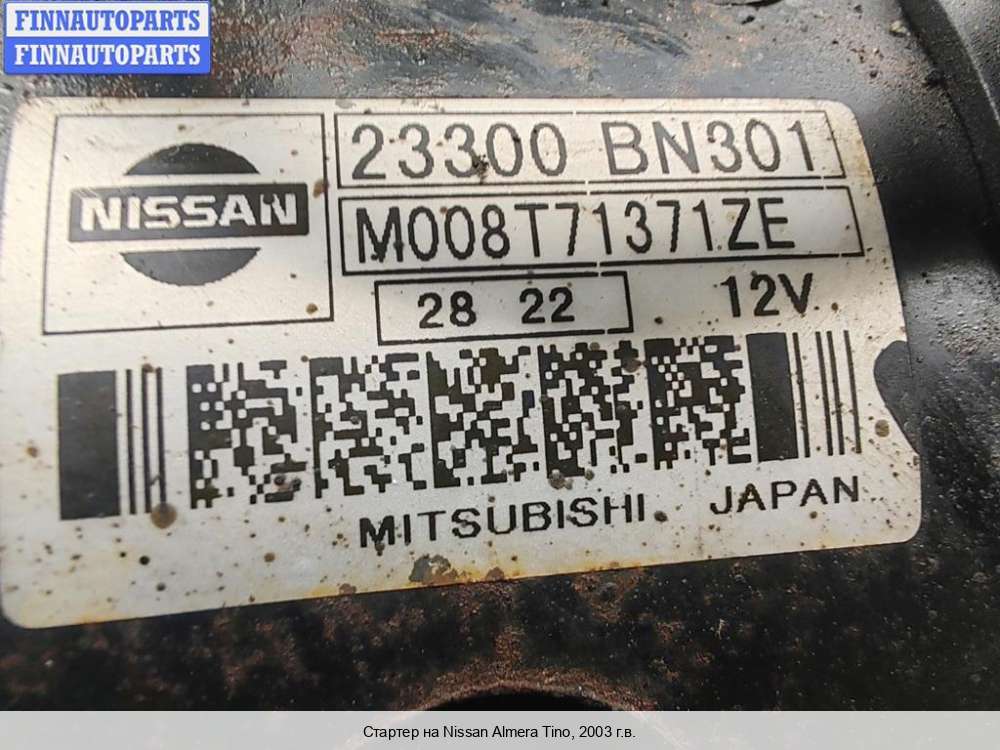 FINNAUTOPARTS
FINNAUTOPARTS
NISSAN
23300 BN301
M008T71371ZE
28 22
12V
MITSUBISHI JAPAN
Стартер на Nissan Almera Tino, 2003 г.в.